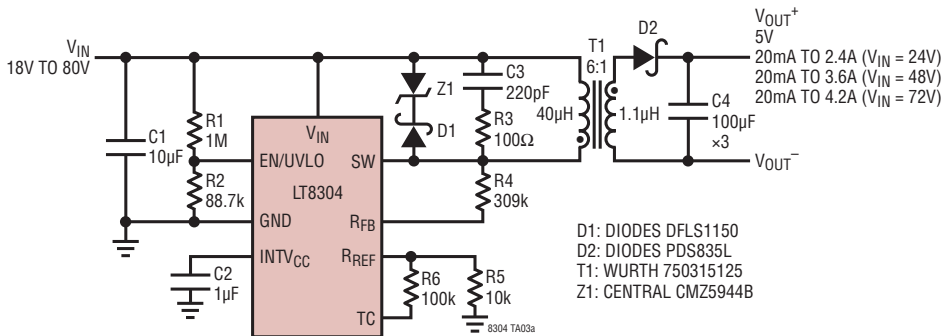 VIN
18V TO 80V
C1
10µF
R1
1M
R2
88.7k
VIN
EN/UVLO
SW
LT8304
GND
RFB
INTVCC
RREF
TC
C2
1µF
Z1
D1
C3
220pF
R3
100Ω
R4
309k
R6
100k
R5
10k
T1
6:1
40µH
1.1µH
D2
C4
100µF
×3
VOUT+
5V
20mA TO 2.4A (VIN = 24V)
20mA TO 3.6A (VIN = 48V)
20mA TO 4.2A (VIN = 72V)
VOUT–
D1: DIODES DFLS1150
D2: DIODES PDS835L
T1: WURTH 750315125
Z1: CENTRAL CMZ5944B
8304 TA03a